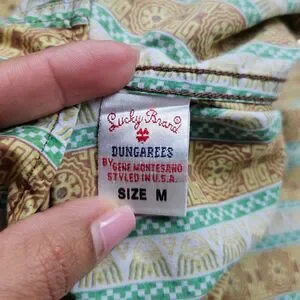 Lucky Brand
DUNGAREES
BY GENE MONTESANO
STYLED IN U.S.A.
SIZE M